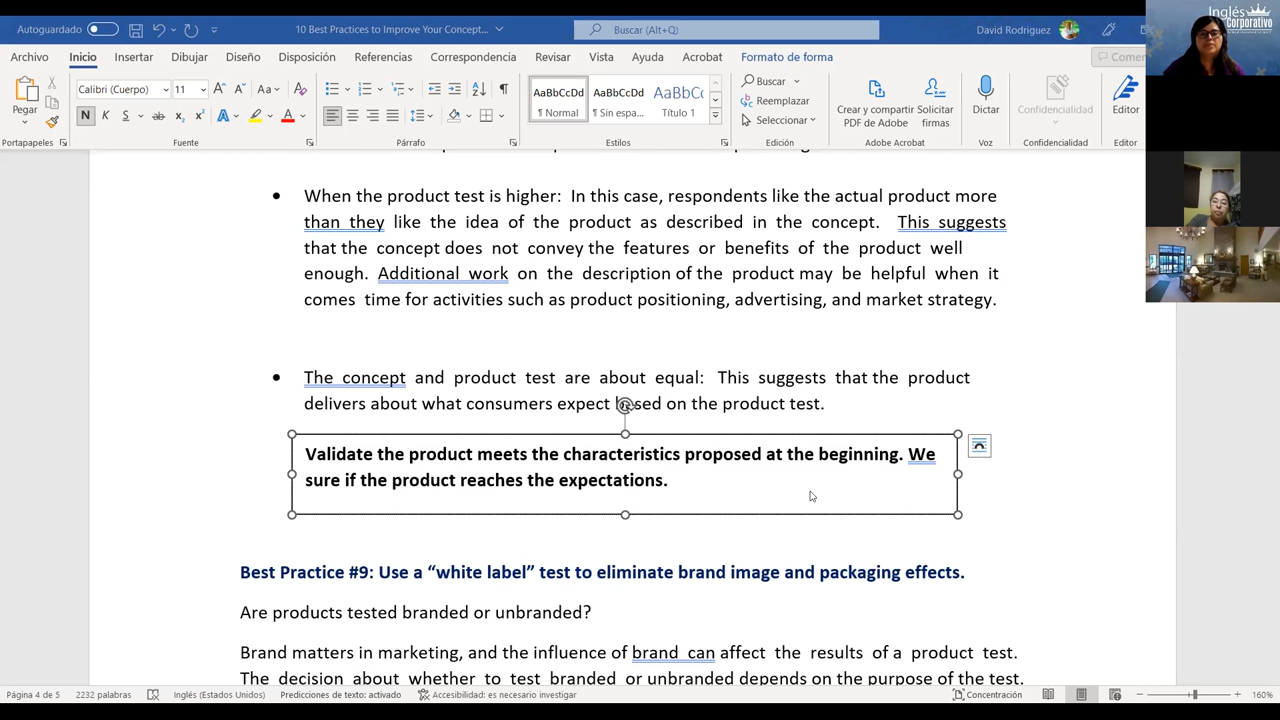 Autoguardado
10 Best Practices to Improve Your Concept...
Buscar (Alt+Q)
David Rodriguez
Inglés
Corporativo
Archivo Inicio Insertar Dibujar Diseño Disposición Referencias Correspondencia Revisar Vista Ayuda Acrobat Formato de forma
Comen
Pegar
Calibri (Cuerpo) 11
N K S ab x₂ x²
AaBbCcDd AaBbCcDd AaBbCc
¶ Normal ¶ Sin espa... Título 1
Buscar
Reemplazar
Seleccionar
Crear y compartir PDF de Adobe
Solicitar firmas
Dictar
Confidencialidad
Editor
Portapapeles Fuente Párrafo Estilos Adobe Acrobat Voz Confidencialidad Editor
• When the product test is higher: In this case, respondents like the actual product more
than they like the idea of the product as described in the concept. This suggests
that the concept does not convey the features or benefits of the product well
enough. Additional work on the description of the product may be helpful when it
comes time for activities such as product positioning, advertising, and market strategy.
• The concept and product test are about equal: This suggests that the product
delivers about what consumers expect based on the product test.
Validate the product meets the characteristics proposed at the beginning. We
sure if the product reaches the expectations.
Best Practice #9: Use a “white label” test to eliminate brand image and packaging effects.
Are products tested branded or unbranded?
Brand matters in marketing, and the influence of brand can affect the results of a product test.
The decision about whether to test branded or unbranded depends on the purpose of the test.
Página 4 de 5 2232 palabras Inglés (Estados Unidos) Predicciones de texto: activado Accesibilidad: es necesario investigar Concentración 160%